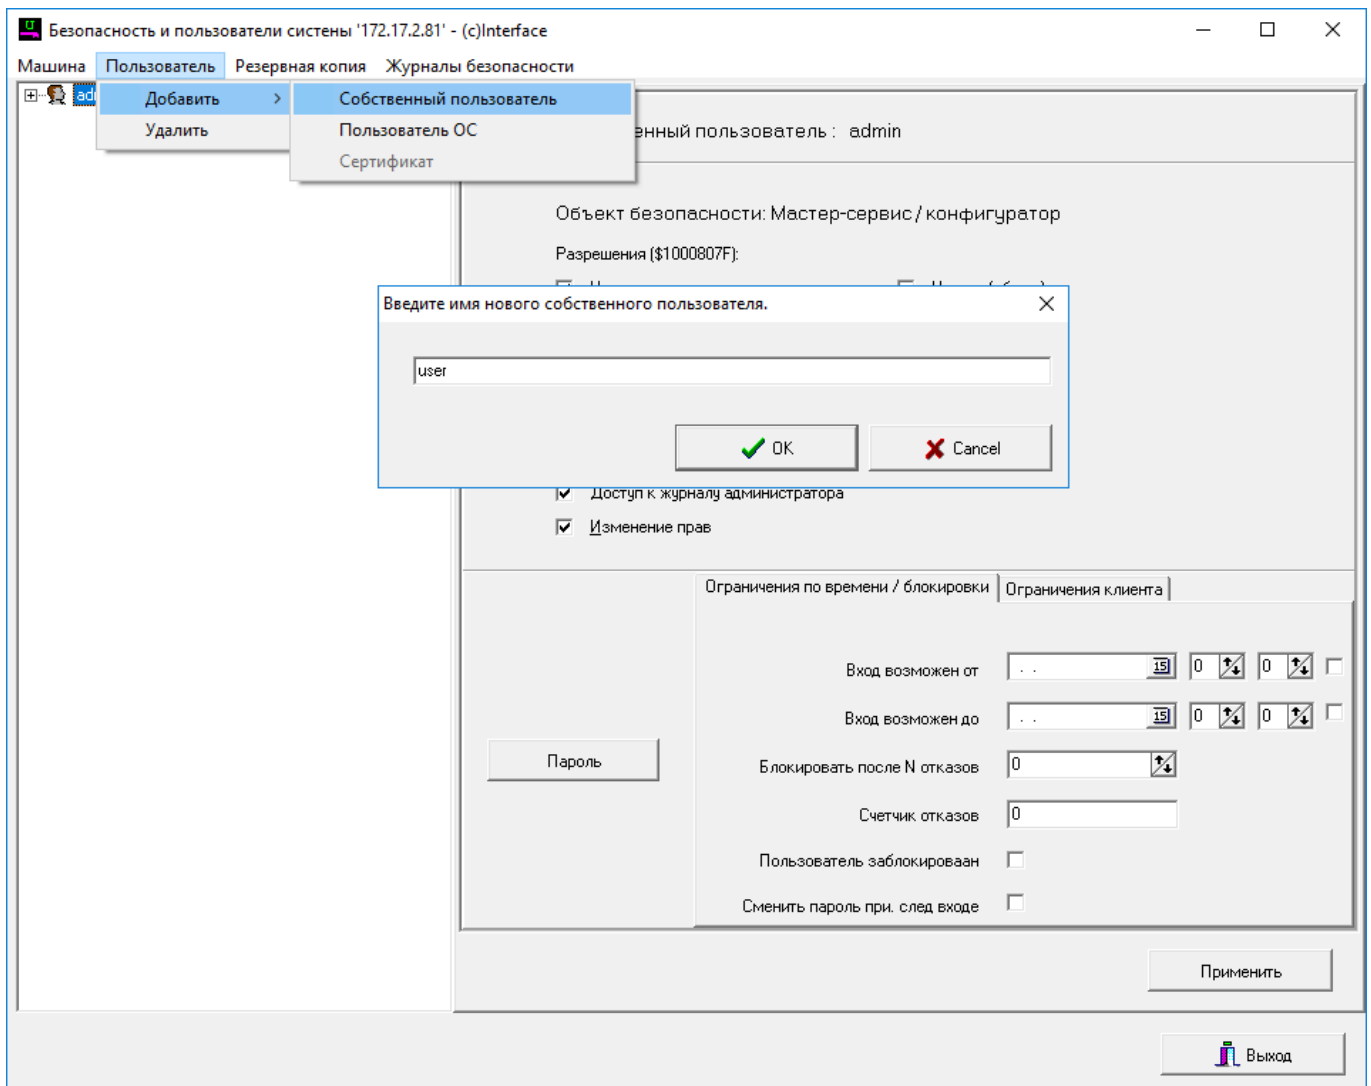 Безопасность и пользователи системы '172.17.2.81' - (c)Interface
Машина Пользователь Резервная копия Журналы безопасности
Добавить
Удалить
Собственный пользователь
Пользователь ОС
Сертификат
енный пользователь : admin
Объект безопасности: Мастер-сервис / конфигуратор
Разрешения ($1000807F):
Введите имя нового собственного пользователя.
user
OK Cancel
Доступ к журналу администратора
Изменение прав
Ограничения по времени / блокировки Ограничения клиента
Вход возможен от . . 15 0 0
Вход возможен до . . 15 0 0
Пароль
Блокировать после N отказов 0
Счетчик отказов 0
Пользователь заблокироваан
Сменить пароль при. след входе
Применить
Выход